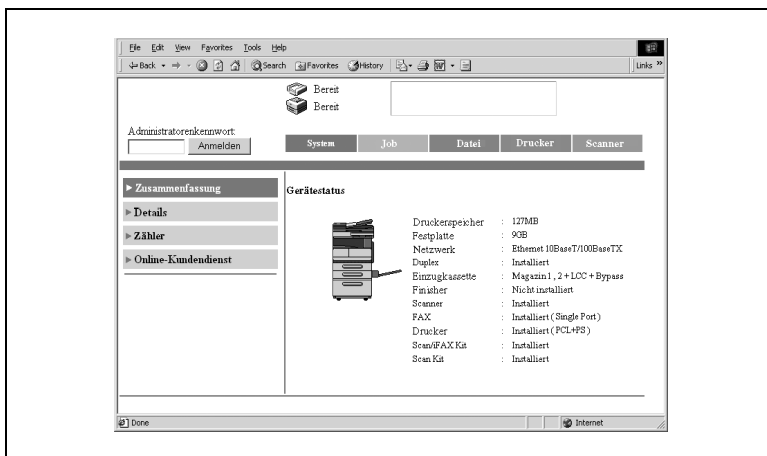 File Edit View Favorites Tools Help
Back Search Favorites History Links »
Bereit
Bereit
Administratorenkennwort:
Anmelden
System Job Datei Drucker Scanner
Zusammenfassung
Details
Zähler
Online-Kundendienst
Gerätestatus
Druckerspeicher : 127MB
Festplatte : 9GB
Netzwerk : Ethernet 10BaseT/100BaseTX
Duplex : Installiert
Einzugkassette : Magazin 1 , 2 + LCC + Bypass
Finisher : Nicht installiert
Scanner : Installiert
FAX : Installiert ( Single Port )
Drucker : Installiert ( PCL+PS )
Scan/iFAX Kit : Installiert
Scan Kit : Installiert
Done Internet